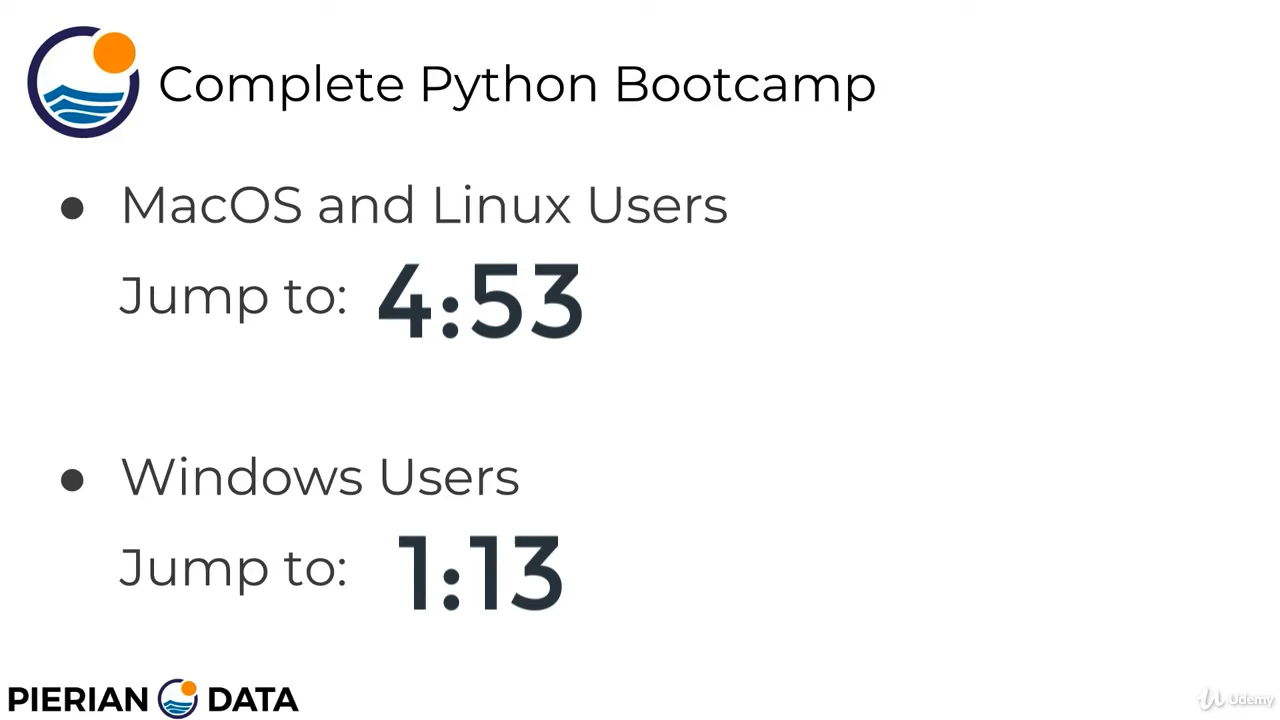 Complete Python Bootcamp
● MacOS and Linux Users
Jump to: 4:53
● Windows Users
Jump to: 1:13
PIERIAN DATA
Udemy